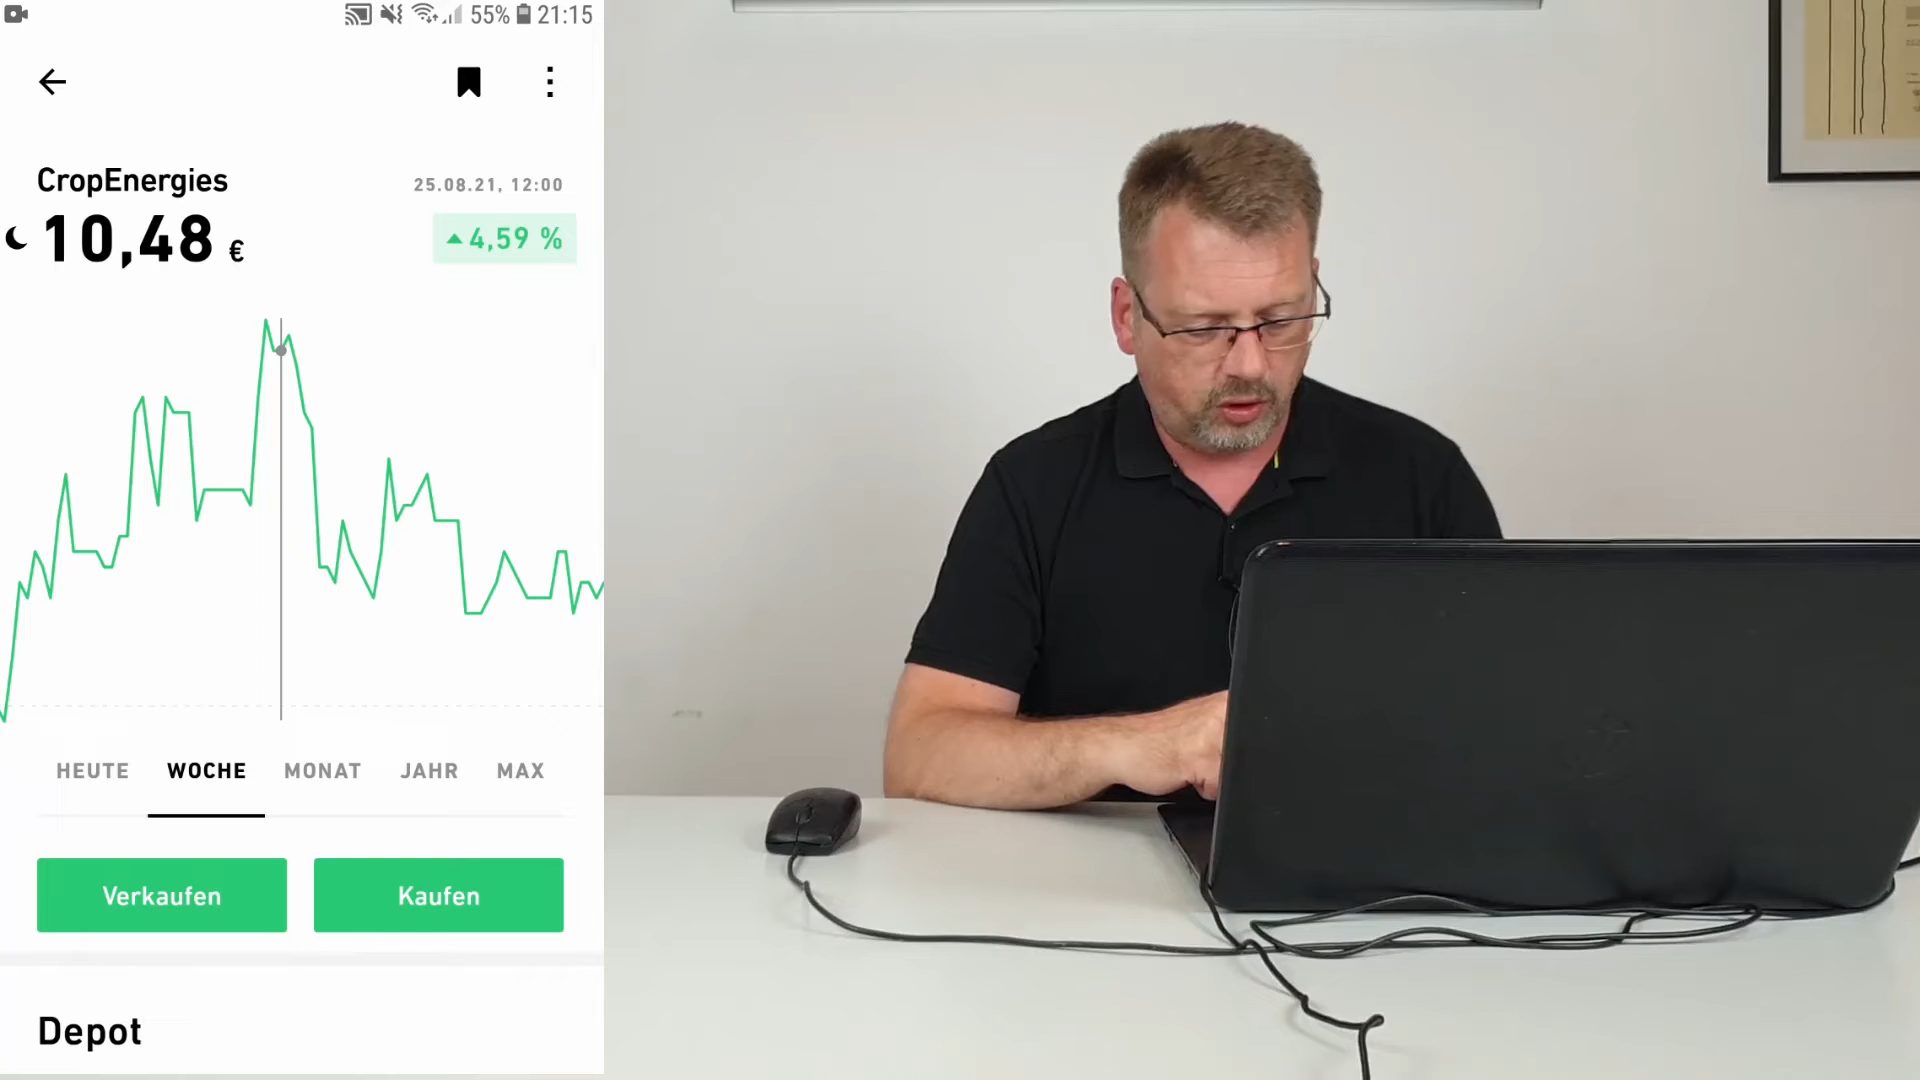 55% 21:15
CropEnergies
25.08.21, 12:00
10,48 €
4,59 %
HEUTE WOCHE MONAT JAHR MAX
Verkaufen Kaufen
Depot